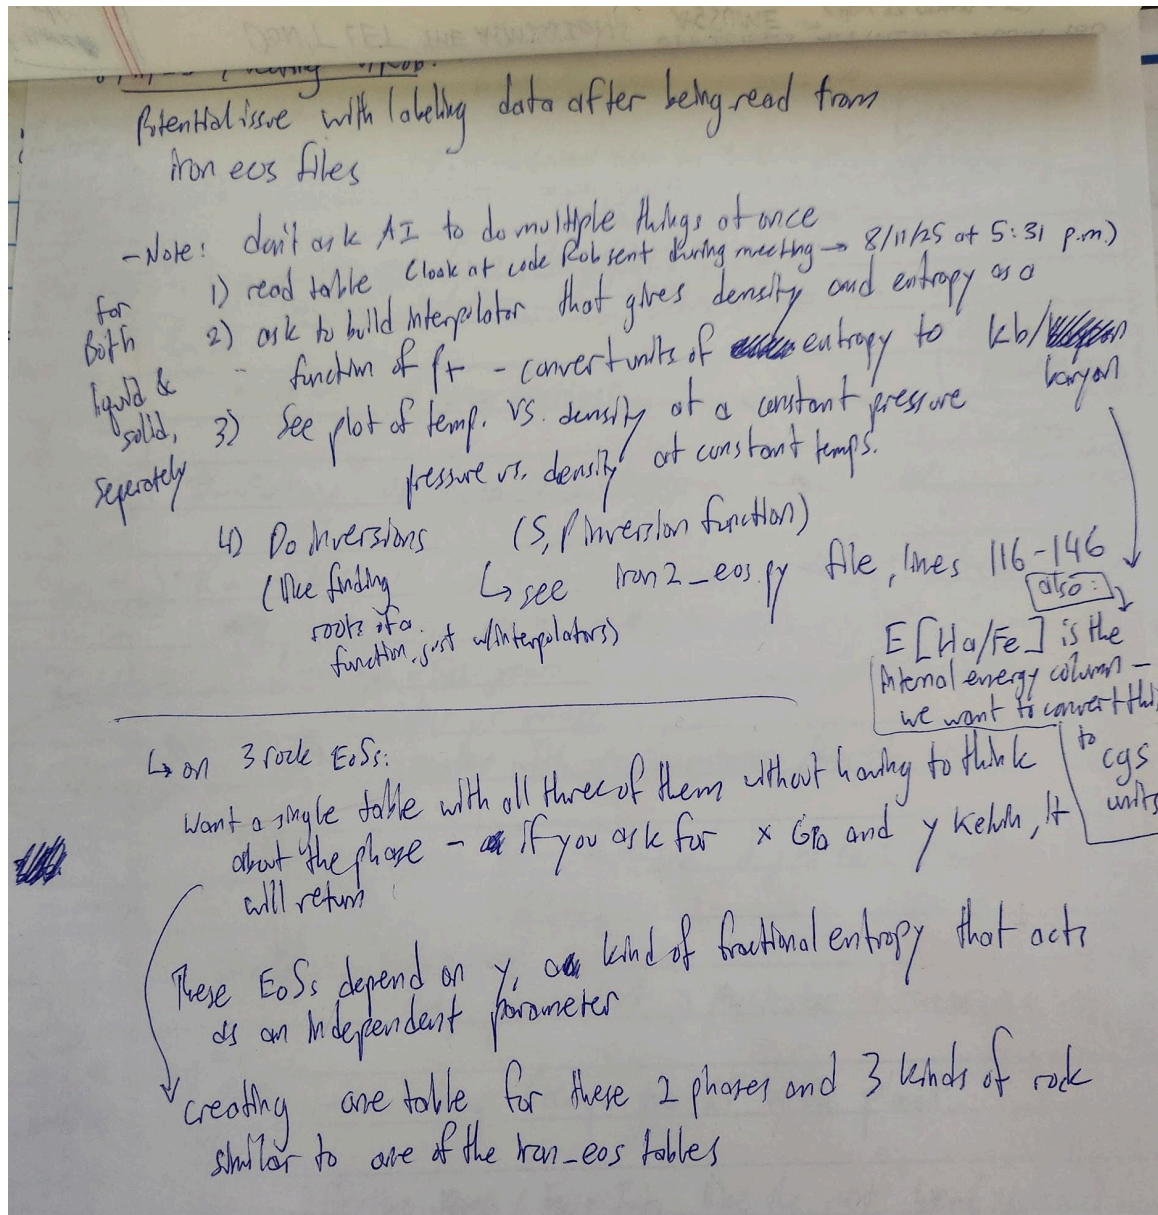 Potential issue with labeling data after being read from
iron eos files
- Note: don't ask AI to do multiple things at once
1) read table (look at code Rob sent during meeting → 8/11/25 at 5:31 p.m.)
2) ask to build interpolator that gives density and entropy as a
function of - convert units of entropy to kb/
baryon
for
Both
liquid &
solid,
Seperately
3) See plot of temp. vs. density at a constant pressure
pressure vs. density at constant temps.
4) Do inversions (S, P inversion function)
(like finding ↳ see iron2_eos.py file, lines 116-146
roots of a
function, just w/interpolators)
also:
E [Ha/Fe] is the
internal energy column -
we want to convert this
to
cgs
units
↳ on 3 rock EoSs:
Want a single table with all three of them without having to think
about the phase - if you ask for x GPa and y Kelvin, it
will return
These EoSs depend on y, a kind of fractional entropy that acts
as an independent parameter
creating one table for these 2 phases and 3 kinds of rock
similar to one of the iron_eos tables